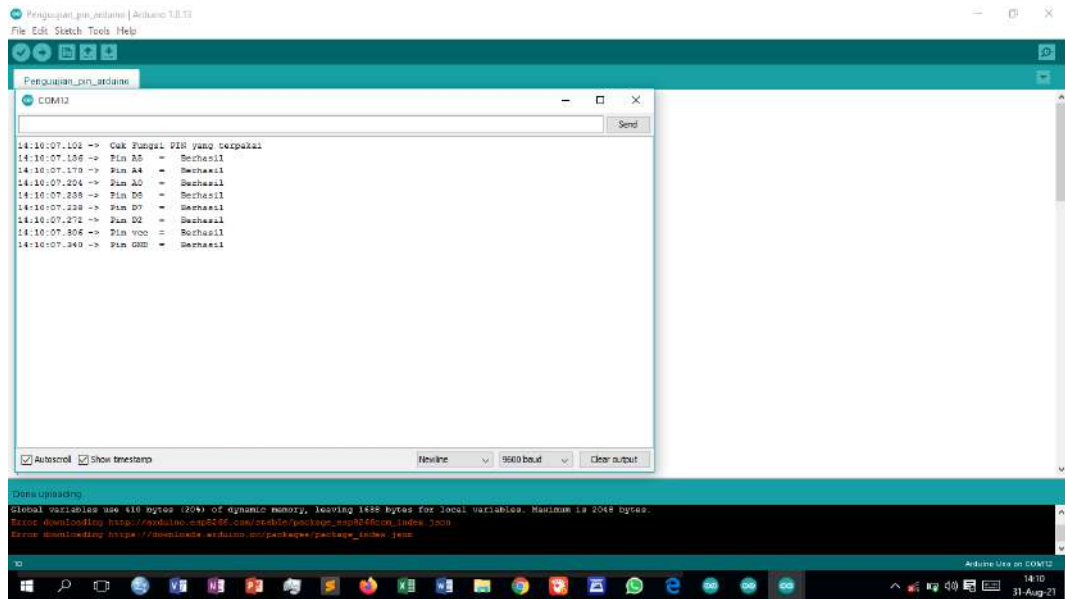 Pengujian_pin_arduino | Arduino 1.8.13
File Edit Sketch Tools Help
Pengujian_pin_arduino
COM12
Send
14:10:07.102 -> Cek Fungsi PIN yang terpakai
14:10:07.136 -> Pin A5 = Berhasil
14:10:07.170 -> Pin A4 = Berhasil
14:10:07.204 -> Pin A0 = Berhasil
14:10:07.238 -> Pin D6 = Berhasil
14:10:07.238 -> Pin D7 = Berhasil
14:10:07.272 -> Pin D2 = Berhasil
14:10:07.306 -> Pin vcc = Berhasil
14:10:07.340 -> Pin GND = Berhasil
Autoscroll Show timestamp Newline 9600 baud Clear output
Done uploading.
Global variables use 410 bytes (20%) of dynamic memory, leaving 1638 bytes for local variables. Maximum is 2048 bytes.
Error downloading http://arduino.esp8266.com/stable/package_esp8266com_index.json
Error downloading https://downloads.arduino.cc/packages/package_index.json
Arduino Uno on COM12
14:10
31-Aug-21